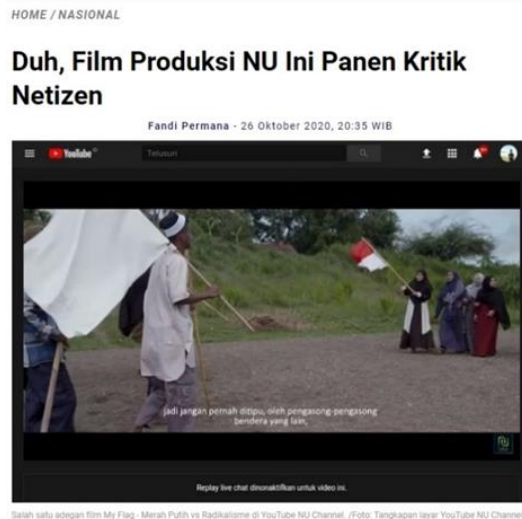 HOME / NASIONAL
Duh, Film Produksi NU Ini Panen Kritik
Netizen
Fandi Permana - 26 Oktober 2020, 20:35 WIB
YouTube
Telusuri
jadi jangan pernah ditipu, oleh pengasong-pengasong
bendera yang lain,
Replay live chat dinonaktifkan untuk video ini.
Salah satu adegan film My Flag - Merah Putih vs Radikalisme di YouTube NU Channel. /Foto: Tangkapan layar YouTube NU Channel